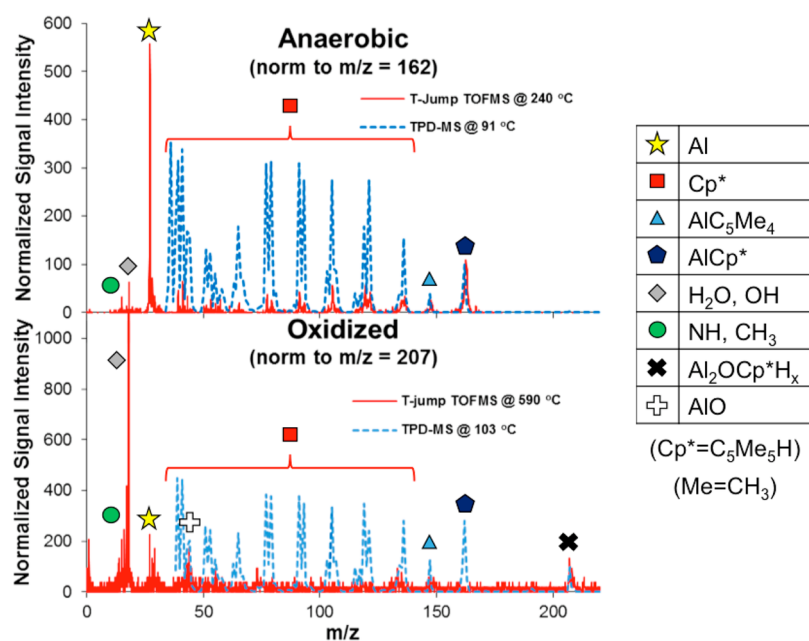 Anaerobic
(norm to m/z = 162)
T-Jump TOFMS @ 240 °C
TPD-MS @ 91 °C
Normalized Signal Intensity
600
500
400
300
200
100
0
Oxidized
(norm to m/z = 207)
T-jump TOFMS @ 590 °C
TPD-MS @ 103 °C
Normalized Signal Intensity
1000
800
600
400
200
0
0 50 100 150 200
m/z
Al
Cp*
AlC₅Me₄
AlCp*
H₂O, OH
NH, CH₃
Al₂OCp*Hₓ
AlO
(Cp*=C₅Me₅H)
(Me=CH₃)